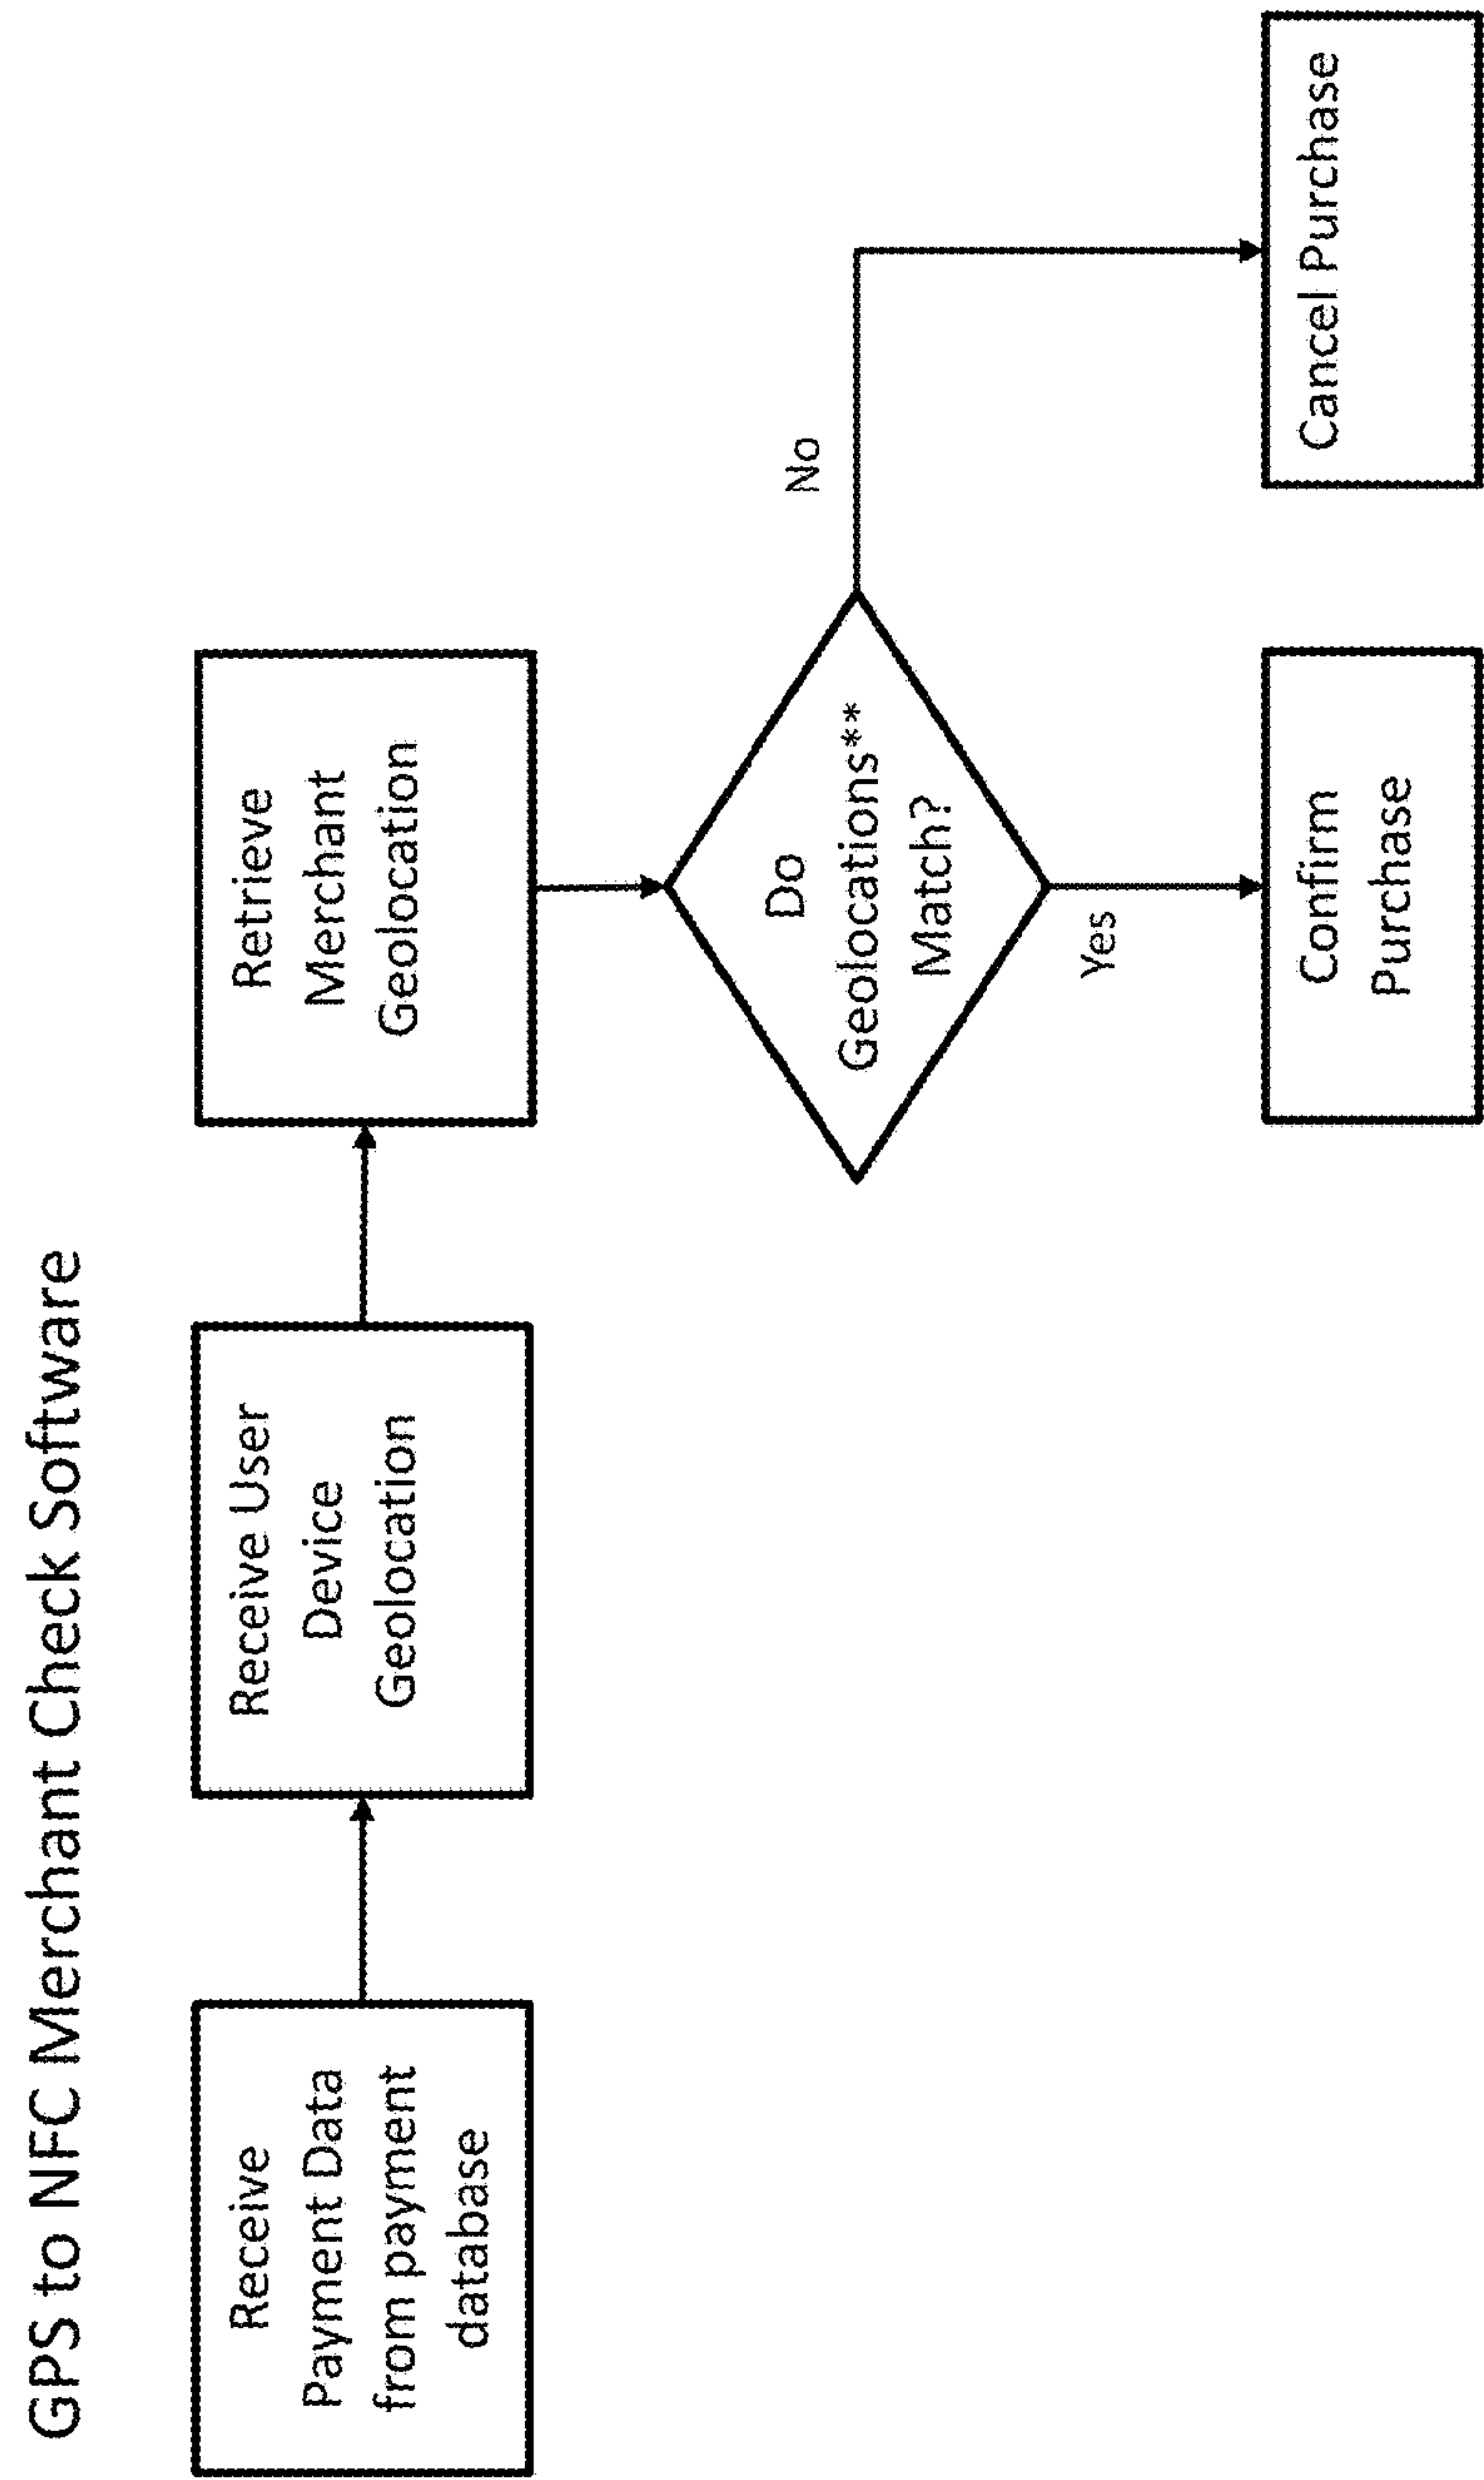 GPS to NFC Merchant Check Software
Receive
Payment Data
from payment
database
Receive User
Device
Geolocation
Retrieve
Merchant
Geolocation
Do
Geolocations**
Match?
No
Yes
Confirm
Purchase
Cancel Purchase